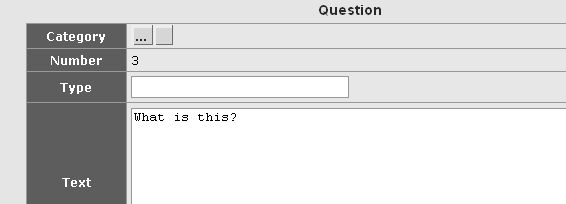 Question
Category ...
Number 3
Type
What is this?
Text